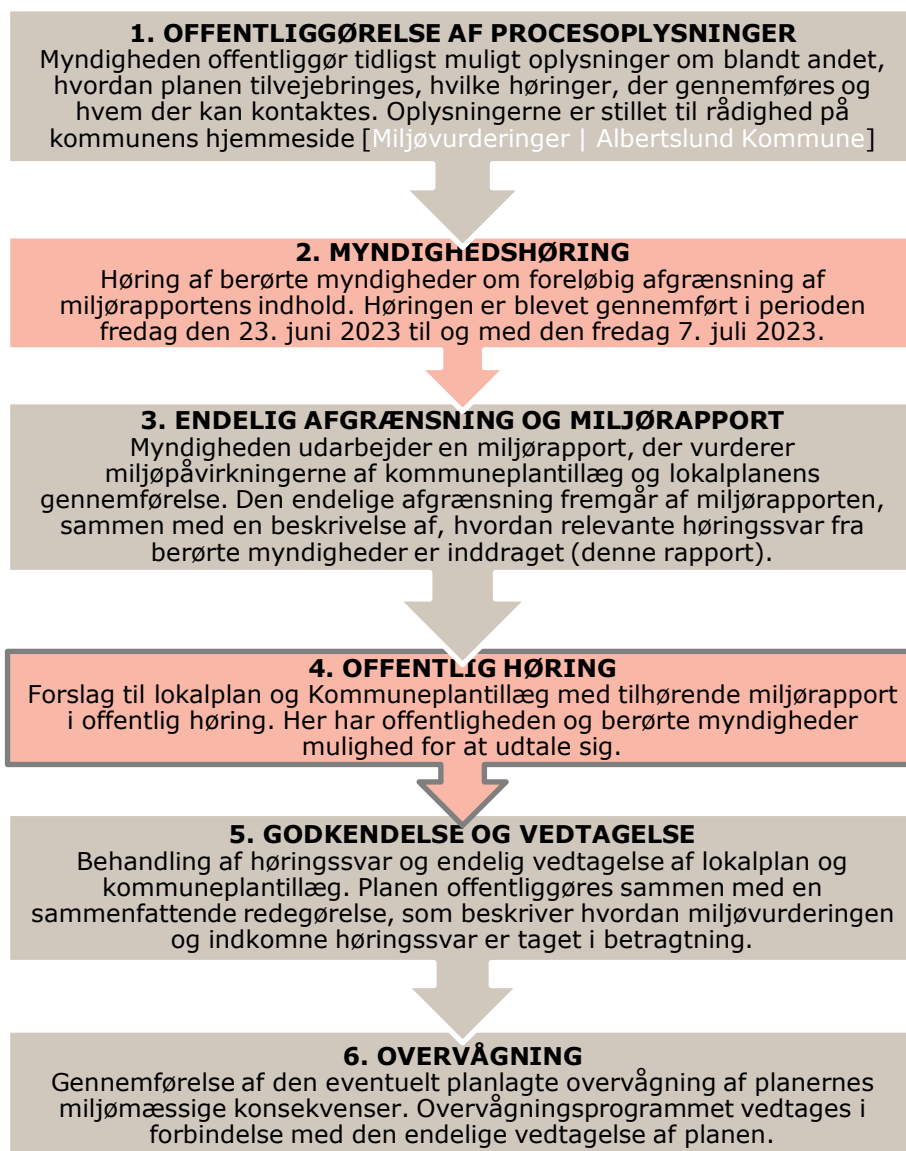 1. OFFENTLIGGØRELSE AF PROCESOPLYSNINGER
Myndigheden offentliggør tidligst muligt oplysninger om blandt andet,
hvordan planen tilvejebringes, hvilke høringer, der gennemføres og
hvem der kan kontaktes. Oplysningerne er stillet til rådighed på
kommunens hjemmeside [Miljøvurderinger | Albertslund Kommune]
2. MYNDIGHEDSHØRING
Høring af berørte myndigheder om foreløbig afgrænsning af
miljørapportens indhold. Høringen er blevet gennemført i perioden
fredag den 23. juni 2023 til og med den fredag 7. juli 2023.
3. ENDELIG AFGRÆNSNING OG MILJØRAPPORT
Myndigheden udarbejder en miljørapport, der vurderer
miljøpåvirkningerne af kommuneplantillæg og lokalplanens
gennemførelse. Den endelige afgrænsning fremgår af miljørapporten,
sammen med en beskrivelse af, hvordan relevante høringssvar fra
berørte myndigheder er inddraget (denne rapport).
4. OFFENTLIG HØRING
Forslag til lokalplan og Kommuneplantillæg med tilhørende miljørapport
i offentlig høring. Her har offentligheden og berørte myndigheder
mulighed for at udtale sig.
5. GODKENDELSE OG VEDTAGELSE
Behandling af høringssvar og endelig vedtagelse af lokalplan og
kommuneplantillæg. Planen offentliggøres sammen med en
sammenfattende redegørelse, som beskriver hvordan miljøvurderingen
og indkomne høringssvar er taget i betragtning.
6. OVERVÅGNING
Gennemførelse af den eventuelt planlagte overvågning af planernes
miljømæssige konsekvenser. Overvågningsprogrammet vedtages i
forbindelse med den endelige vedtagelse af planen.